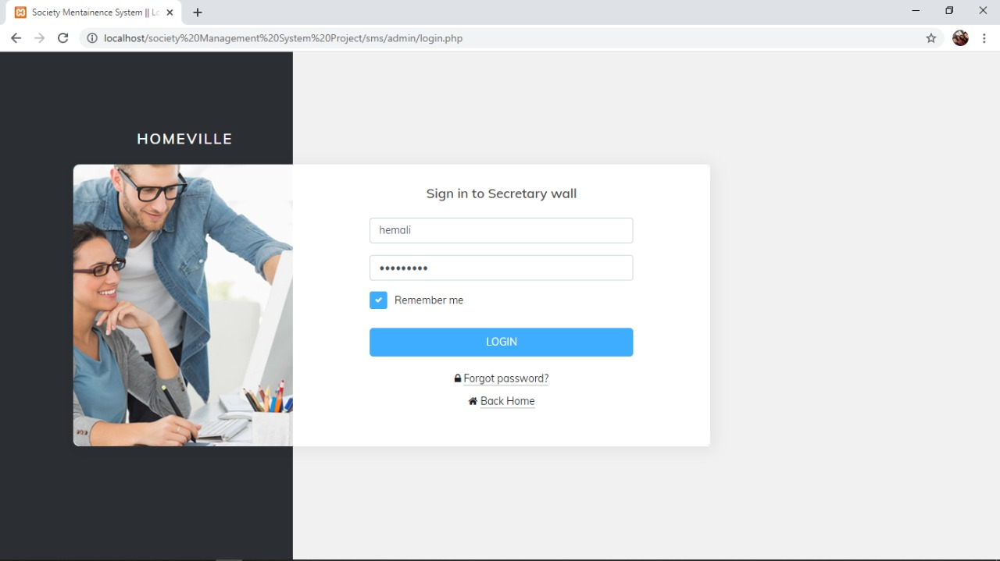 Society Mentainence System || Lo
localhost/society%20Management%20System%20Project/sms/admin/login.php
HOMEVILLE
Sign in to Secretary wall
hemali
•••••••••
Remember me
LOGIN
Forgot password?
Back Home